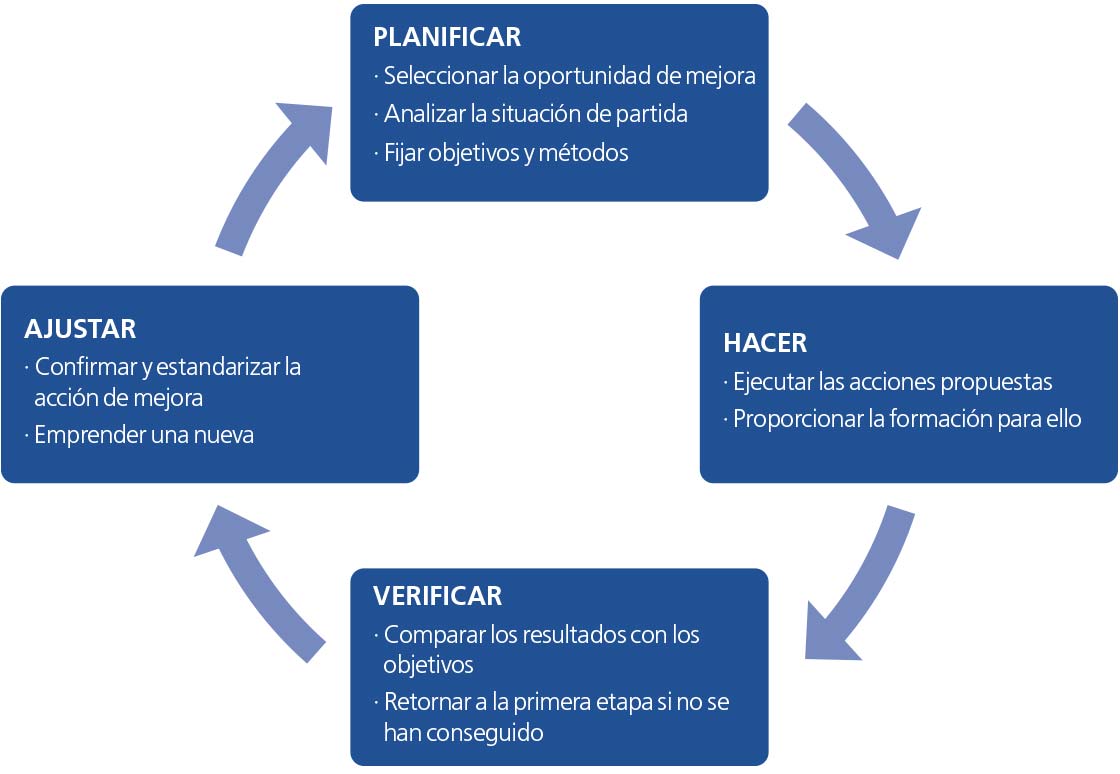 PLANIFICAR
· Seleccionar la oportunidad de mejora
· Analizar la situación de partida
· Fijar objetivos y métodos
HACER
· Ejecutar las acciones propuestas
· Proporcionar la formación para ello
VERIFICAR
· Comparar los resultados con los
objetivos
· Retornar a la primera etapa si no se
han conseguido
AJUSTAR
· Confirmar y estandarizar la
acción de mejora
· Emprender una nueva